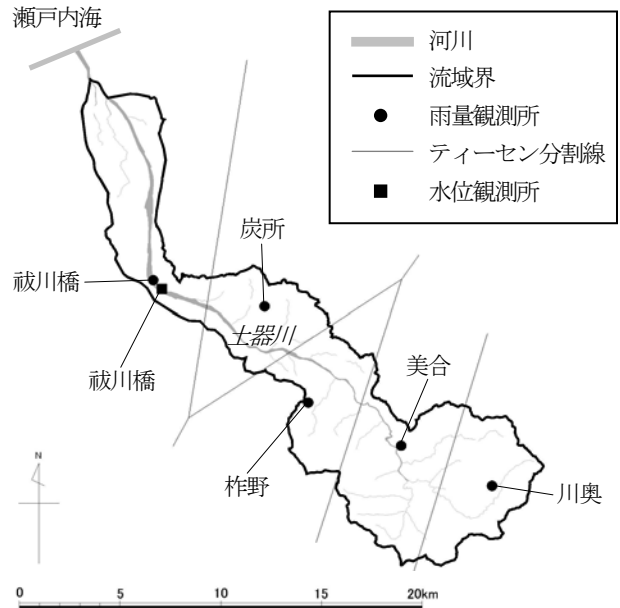 瀬戸内海
河川
流域界
雨量観測所
ティーセン分割線
水位観測所
炭所
祓川橋
土器川
祓川橋
美合
柞野
川奥
N
0 5 10 15 20km